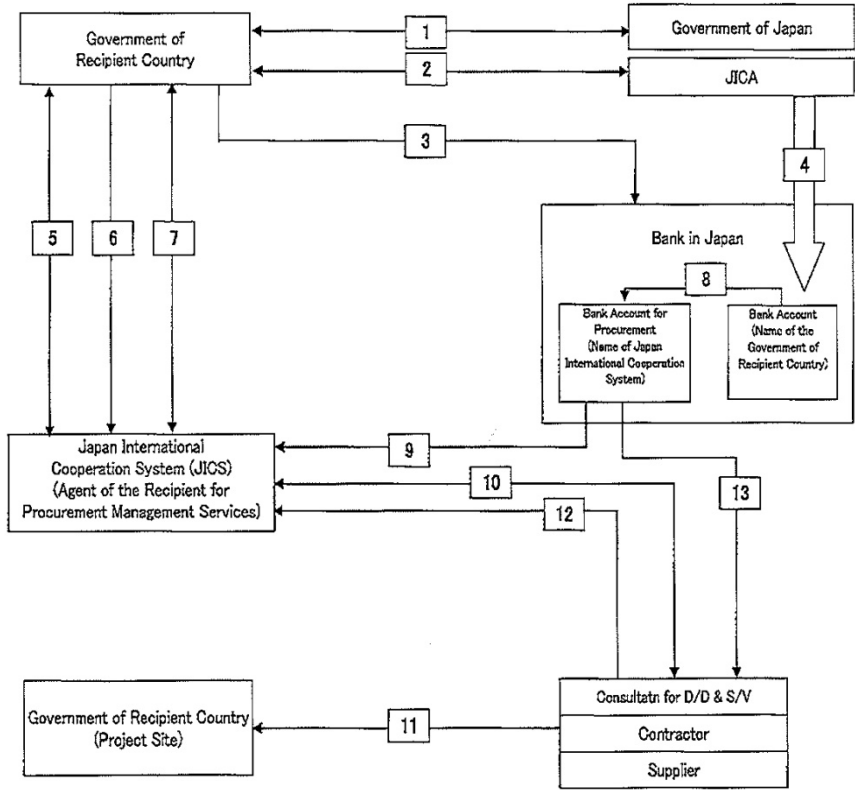 Government of
Recipient Country
1
Government of Japan
2
JICA
3
4
5
6
7
Bank in Japan
8
Bank Account for
Procurement
(Name of Japan
International Cooperation
System)
Bank Account
(Name of the
Government of
Recipient Country)
Japan International
Cooperation System (JICS)
(Agent of the Recipient for
Procurement Management Services)
9
10
12
13
Government of Recipient Country
(Project Site)
11
Consultatn for D/D & S/V
Contractor
Supplier